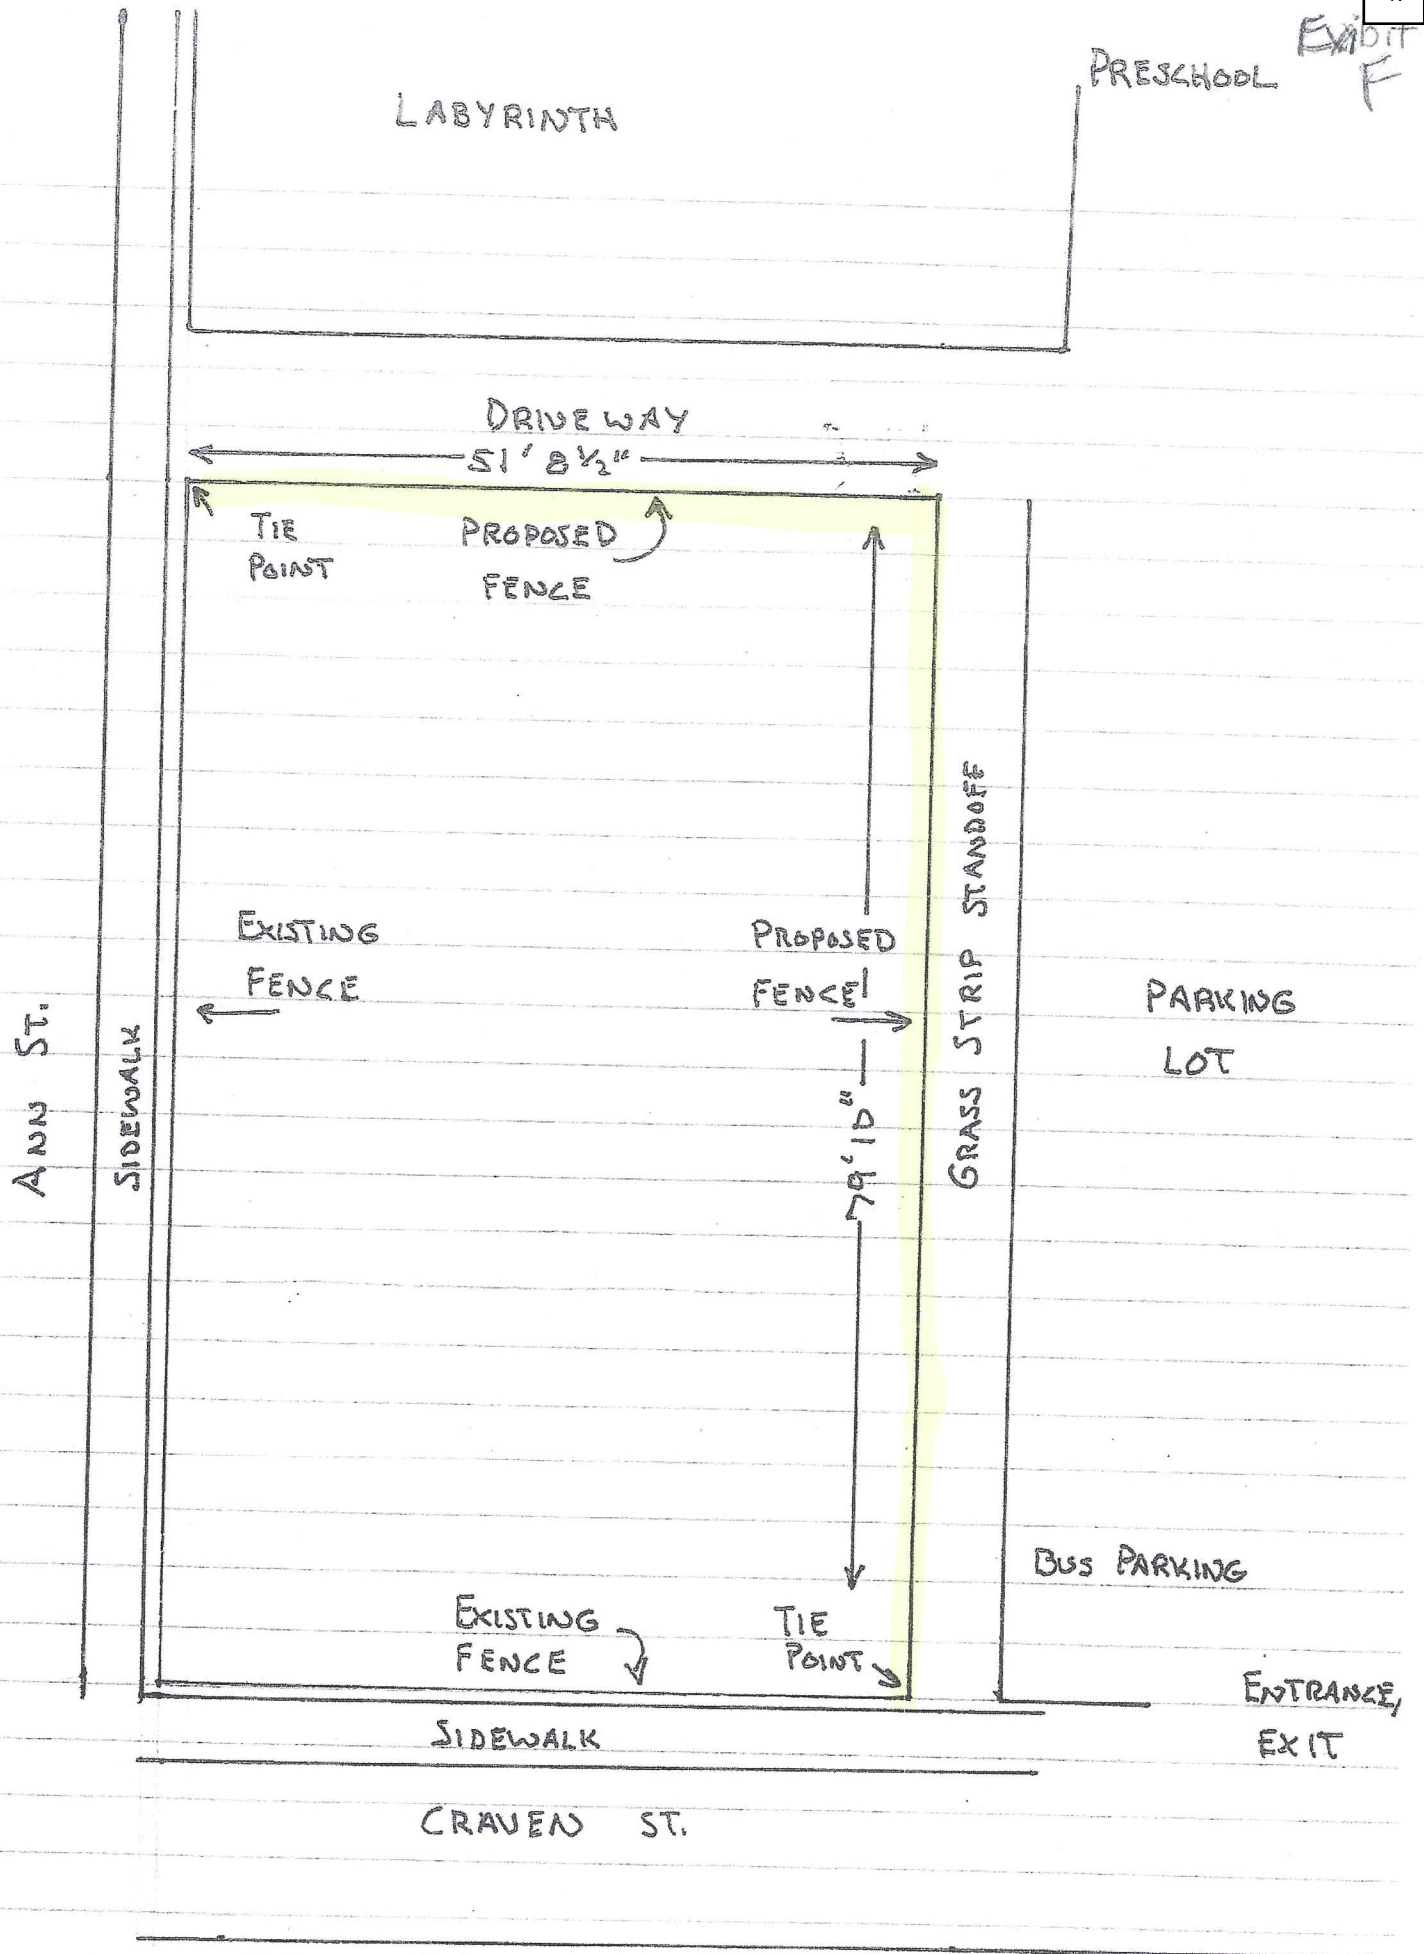 Exibit
F
PRESCHOOL
LABYRINTH
DRIVEWAY
51' 8½"
TIE
POINT
PROPOSED
FENCE
EXISTING
FENCE
PROPOSED
FENCE
79' 10"
GRASS STRIP STANDOFF
PARKING
LOT
ANN ST.
SIDEWALK
BUS PARKING
EXISTING
FENCE
TIE
POINT
ENTRANCE,
EXIT
SIDEWALK
CRAVEN ST.